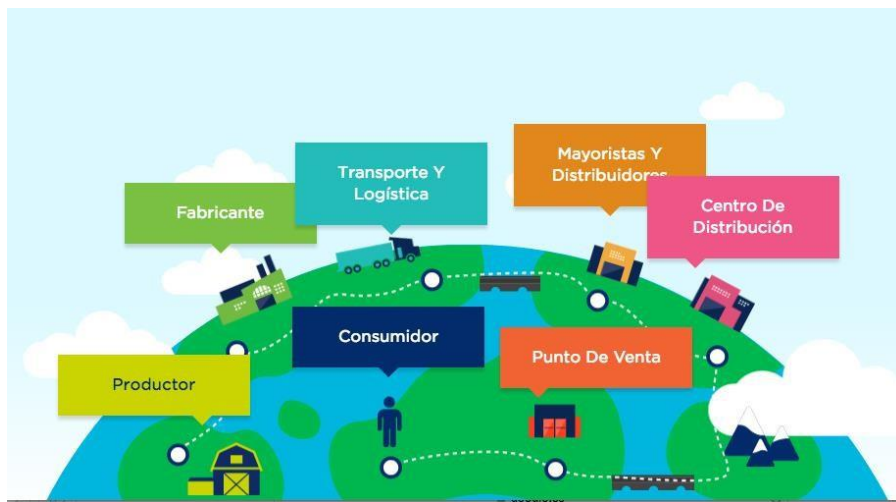 Transporte Y
Logística
Mayoristas Y
Distribuidores
Fabricante
Centro De
Distribución
Consumidor
Punto De Venta
Productor